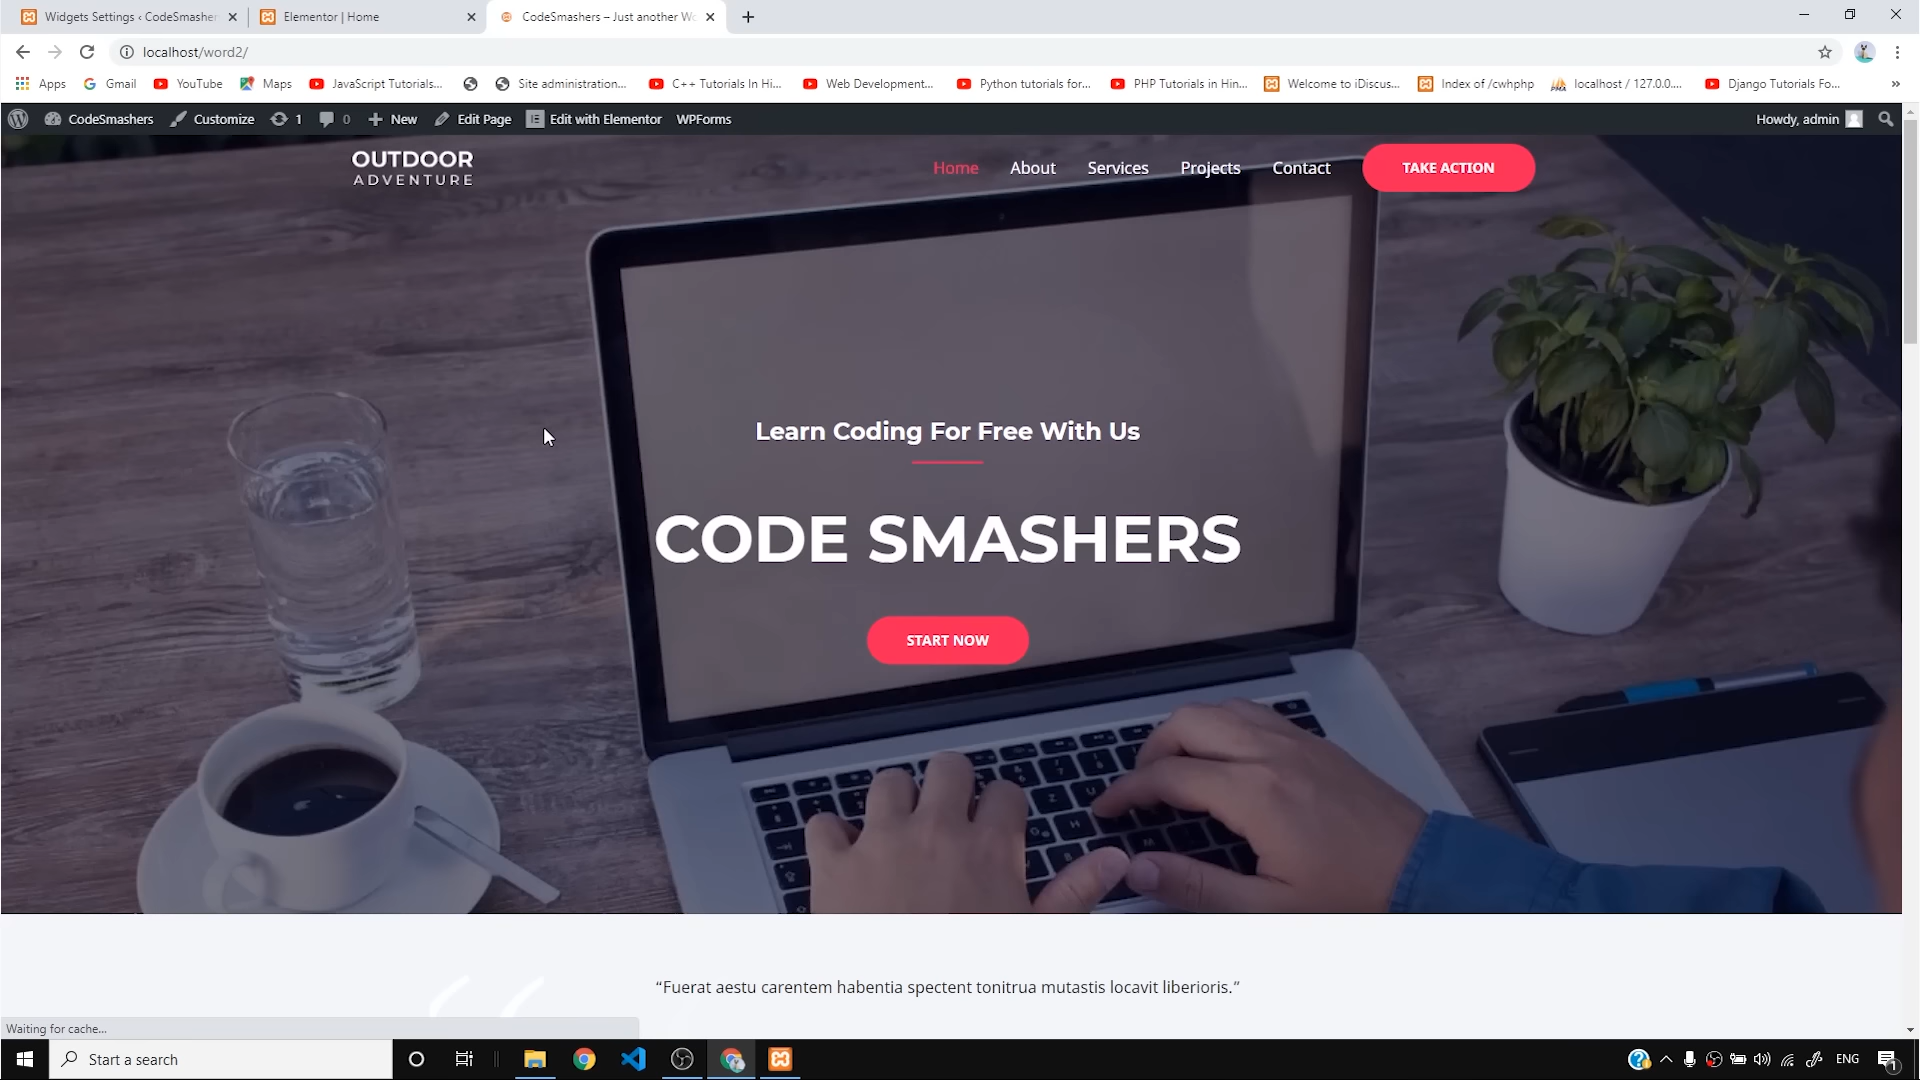 Widgets Settings ‹ CodeSmasher
Elementor | Home
CodeSmashers – Just another Wo
localhost/word2/
Apps
Gmail
YouTube
Maps
JavaScript Tutorials...
Site administration...
C++ Tutorials In Hi...
Web Development...
Python tutorials for...
PHP Tutorials in Hin...
Welcome to iDiscus...
Index of /cwhphp
localhost / 127.0.0....
Django Tutorials Fo...
»
CodeSmashers
Customize
1
0
New
Edit Page
Edit with Elementor
WPForms
Howdy, admin
OUTDOOR
ADVENTURE
Home
About
Services
Projects
Contact
TAKE ACTION
Learn Coding For Free With Us
CODE SMASHERS
START NOW
“Fuerat aestu carentem habentia spectent tonitrua mutastis locavit liberioris.”
Waiting for cache...
Start a search
ENG
1